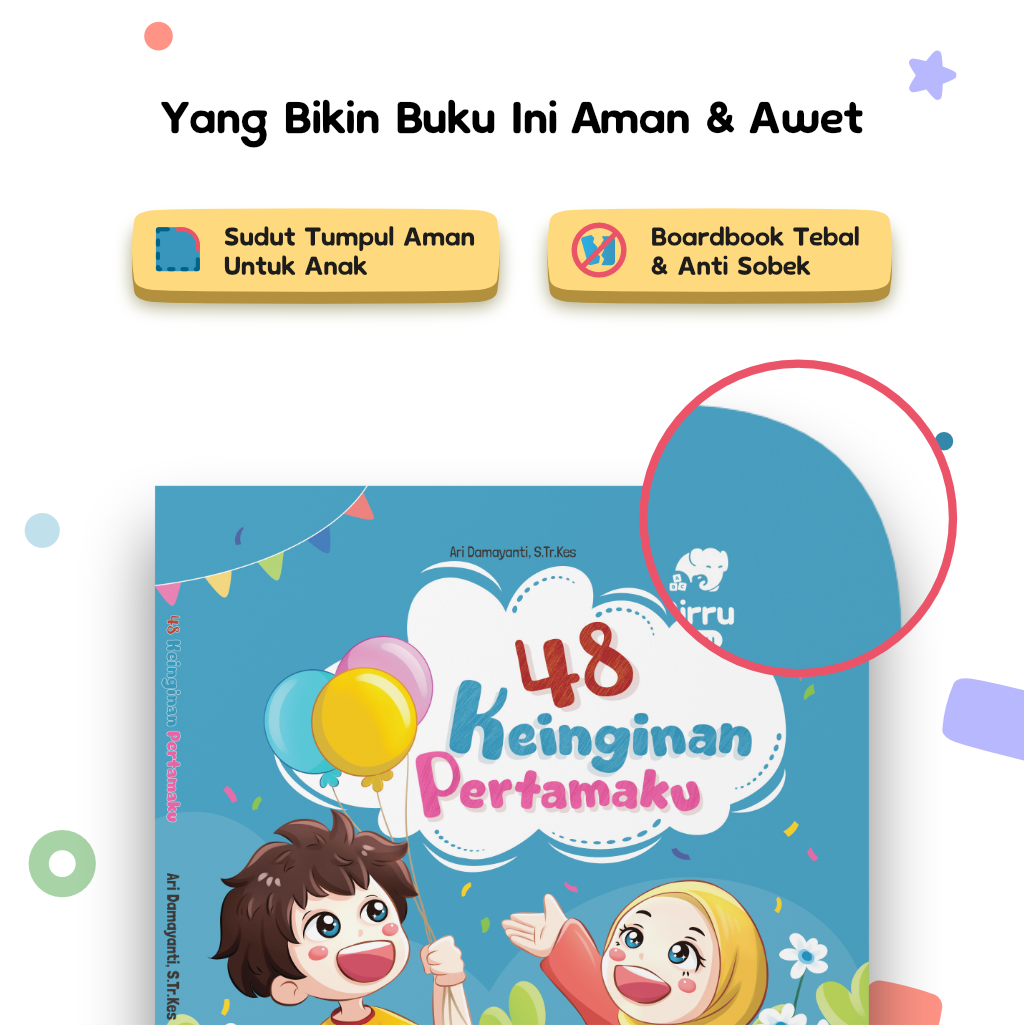 Yang Bikin Buku Ini Aman & Awet
Sudut Tumpul Aman
Untuk Anak
Boardbook Tebal
& Anti Sobek
Ari Damayanti, S.Tr.Kes
48
Keinginan
Pertamaku
48 Keinginan Pertamaku
Ari Damayanti, S.Tr.Kes